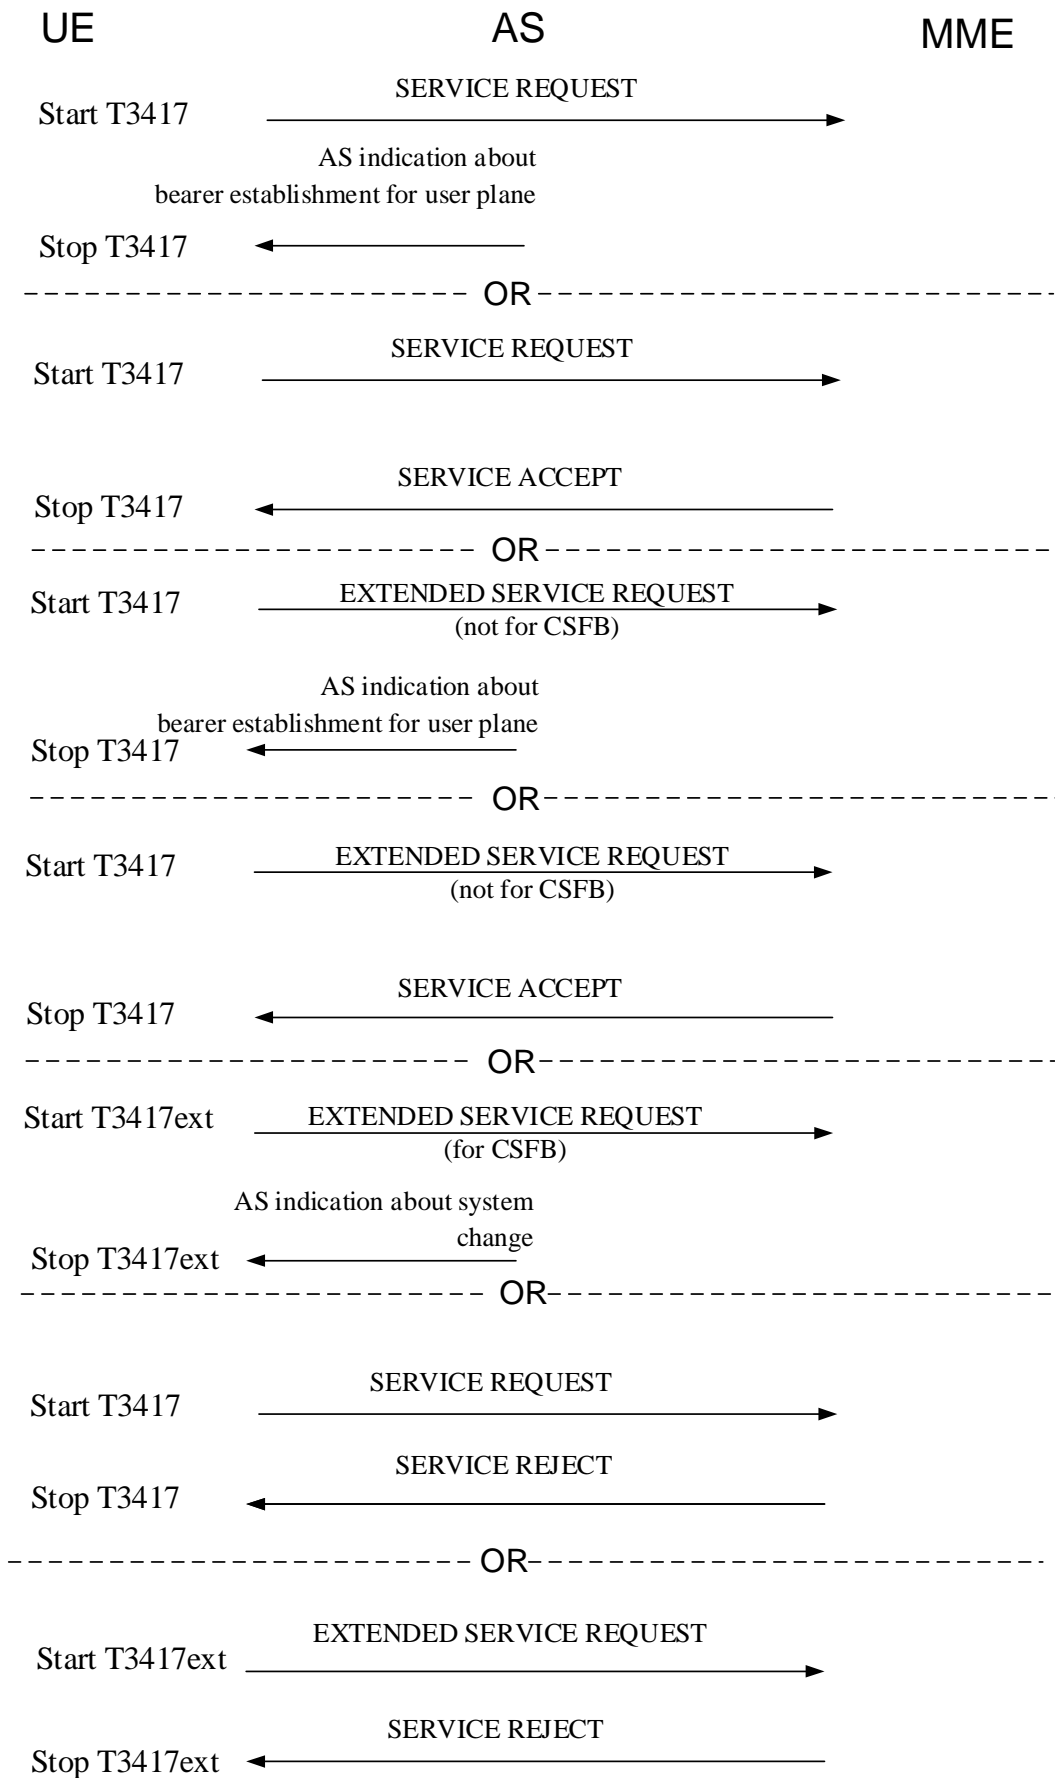 UE AS MME
SERVICE REQUEST
Start T3417
AS indication about
bearer establishment for user plane
Stop T3417
OR
SERVICE REQUEST
Start T3417
SERVICE ACCEPT
Stop T3417
OR
Start T3417 EXTENDED SERVICE REQUEST
(not for CSFB)
AS indication about
bearer establishment for user plane
Stop T3417
OR
Start T3417 EXTENDED SERVICE REQUEST
(not for CSFB)
SERVICE ACCEPT
Stop T3417
OR
Start T3417ext EXTENDED SERVICE REQUEST
(for CSFB)
AS indication about system
change
Stop T3417ext
OR
SERVICE REQUEST
Start T3417
SERVICE REJECT
Stop T3417
OR
EXTENDED SERVICE REQUEST
Start T3417ext
SERVICE REJECT
Stop T3417ext